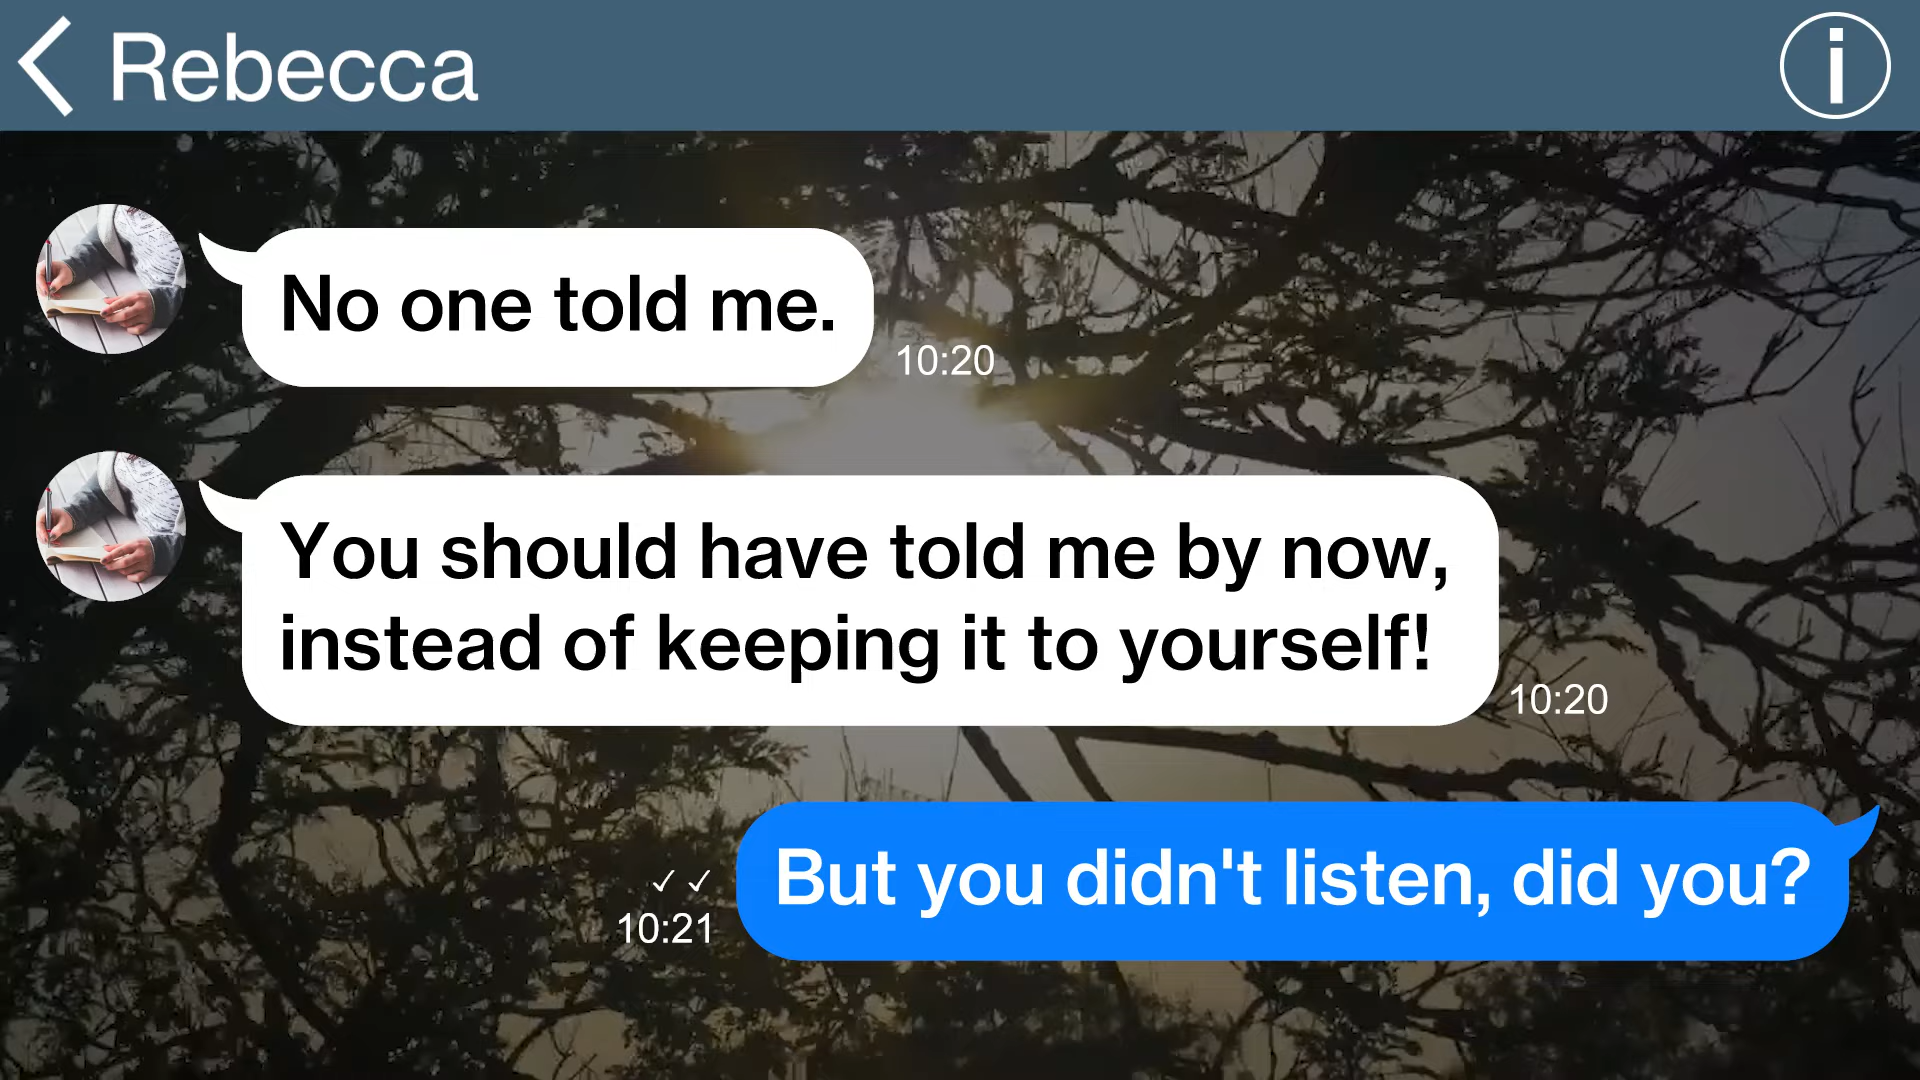 Rebecca
No one told me.
10:20
You should have told me by now,
instead of keeping it to yourself!
10:20
But you didn't listen, did you?
10:21